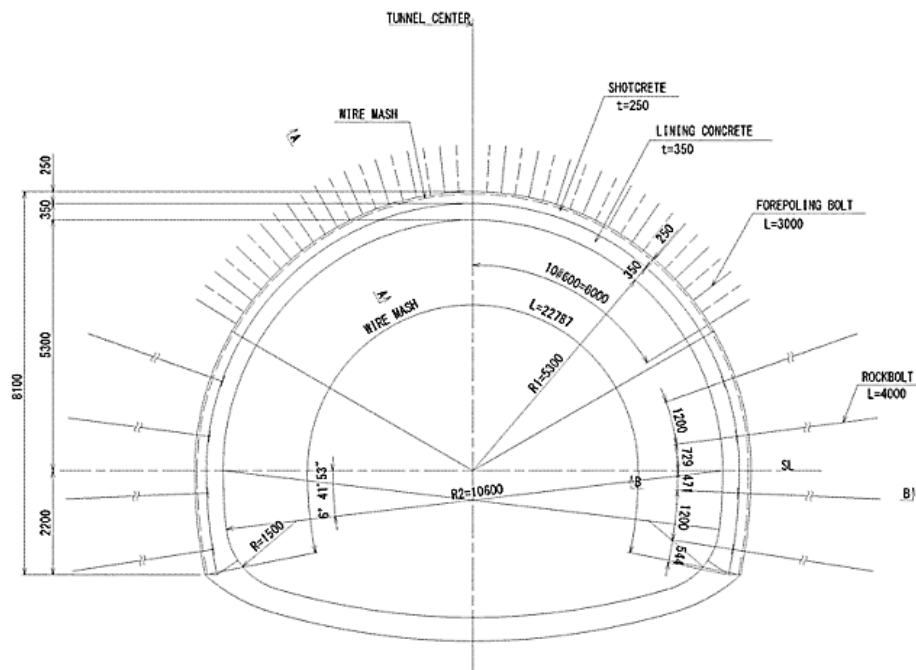 TUNNEL CENTER
SHOTCRETE
t=250
WIRE MASH
LINING CONCRETE
t=350
FOREPOLING BOLT
L=3000
250
350
5300
8100
2200
250
350
10@600=6000
L=22787
WIRE MASH
R1=5300
ROCKBOLT
L=4000
1200
729
SL
471
B
R2=10600
6° 41' 53"
1200
R=1500
544